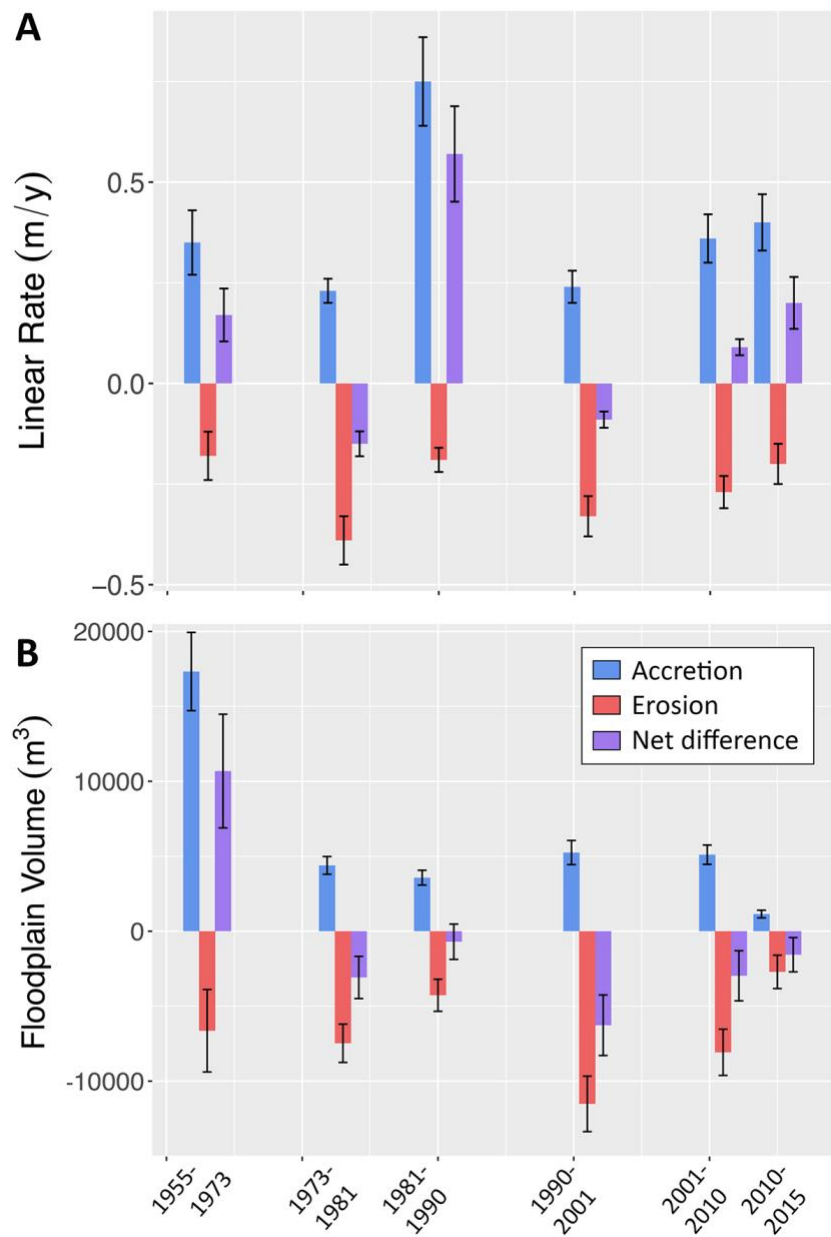 A
Linear Rate (m/y)
0.5
0.0
−0.5
B
Floodplain Volume (m³)
20000
10000
0
-10000
Accretion
Erosion
Net difference
1955-
1973
1973-
1981
1981-
1990
1990-
2001
2001-
2010
2010-
2015